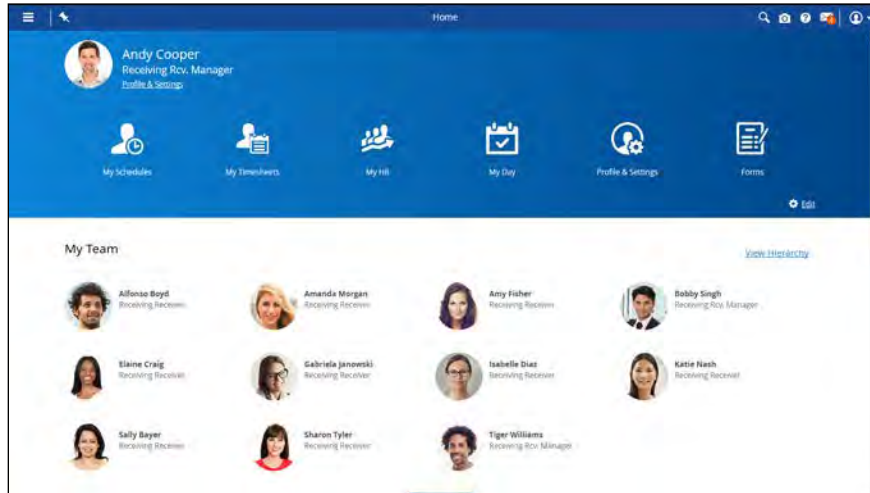 Home
Andy Cooper
Receiving Rcv. Manager
Profile & Settings
My Schedules
My Timesheets
My HR
My Day
Profile & Settings
Forms
Edit
My Team
View Hierarchy
Alfonso Boyd
Receiving Receiver
Amanda Morgan
Receiving Receiver
Amy Fisher
Receiving Receiver
Bobby Singh
Receiving Rcv. Manager
Elaine Craig
Receiving Receiver
Gabriela Janowski
Receiving Receiver
Isabelle Diaz
Receiving Receiver
Katie Nash
Receiving Receiver
Sally Bayer
Receiving Receiver
Sharon Tyler
Receiving Receiver
Tiger Williams
Receiving Rcv. Manager